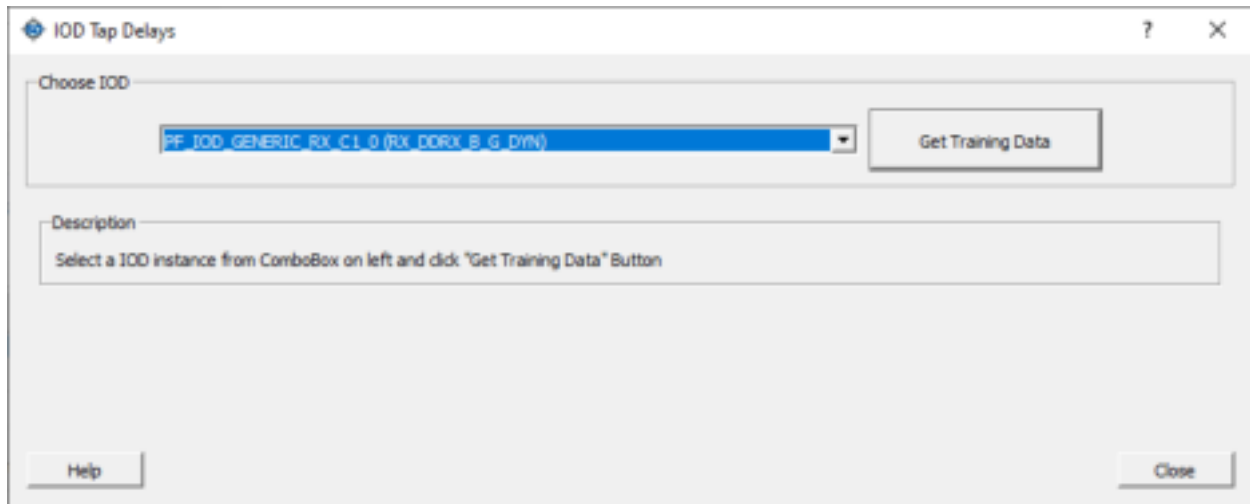 IOD Tap Delays
?
Choose IOD
PF_IOD_GENERIC_RX_C1_0 (RX_DDRX_B_G_DYN)
Get Training Data
Description
Select a IOD instance from ComboBox on left and click "Get Training Data" Button
Help
Close